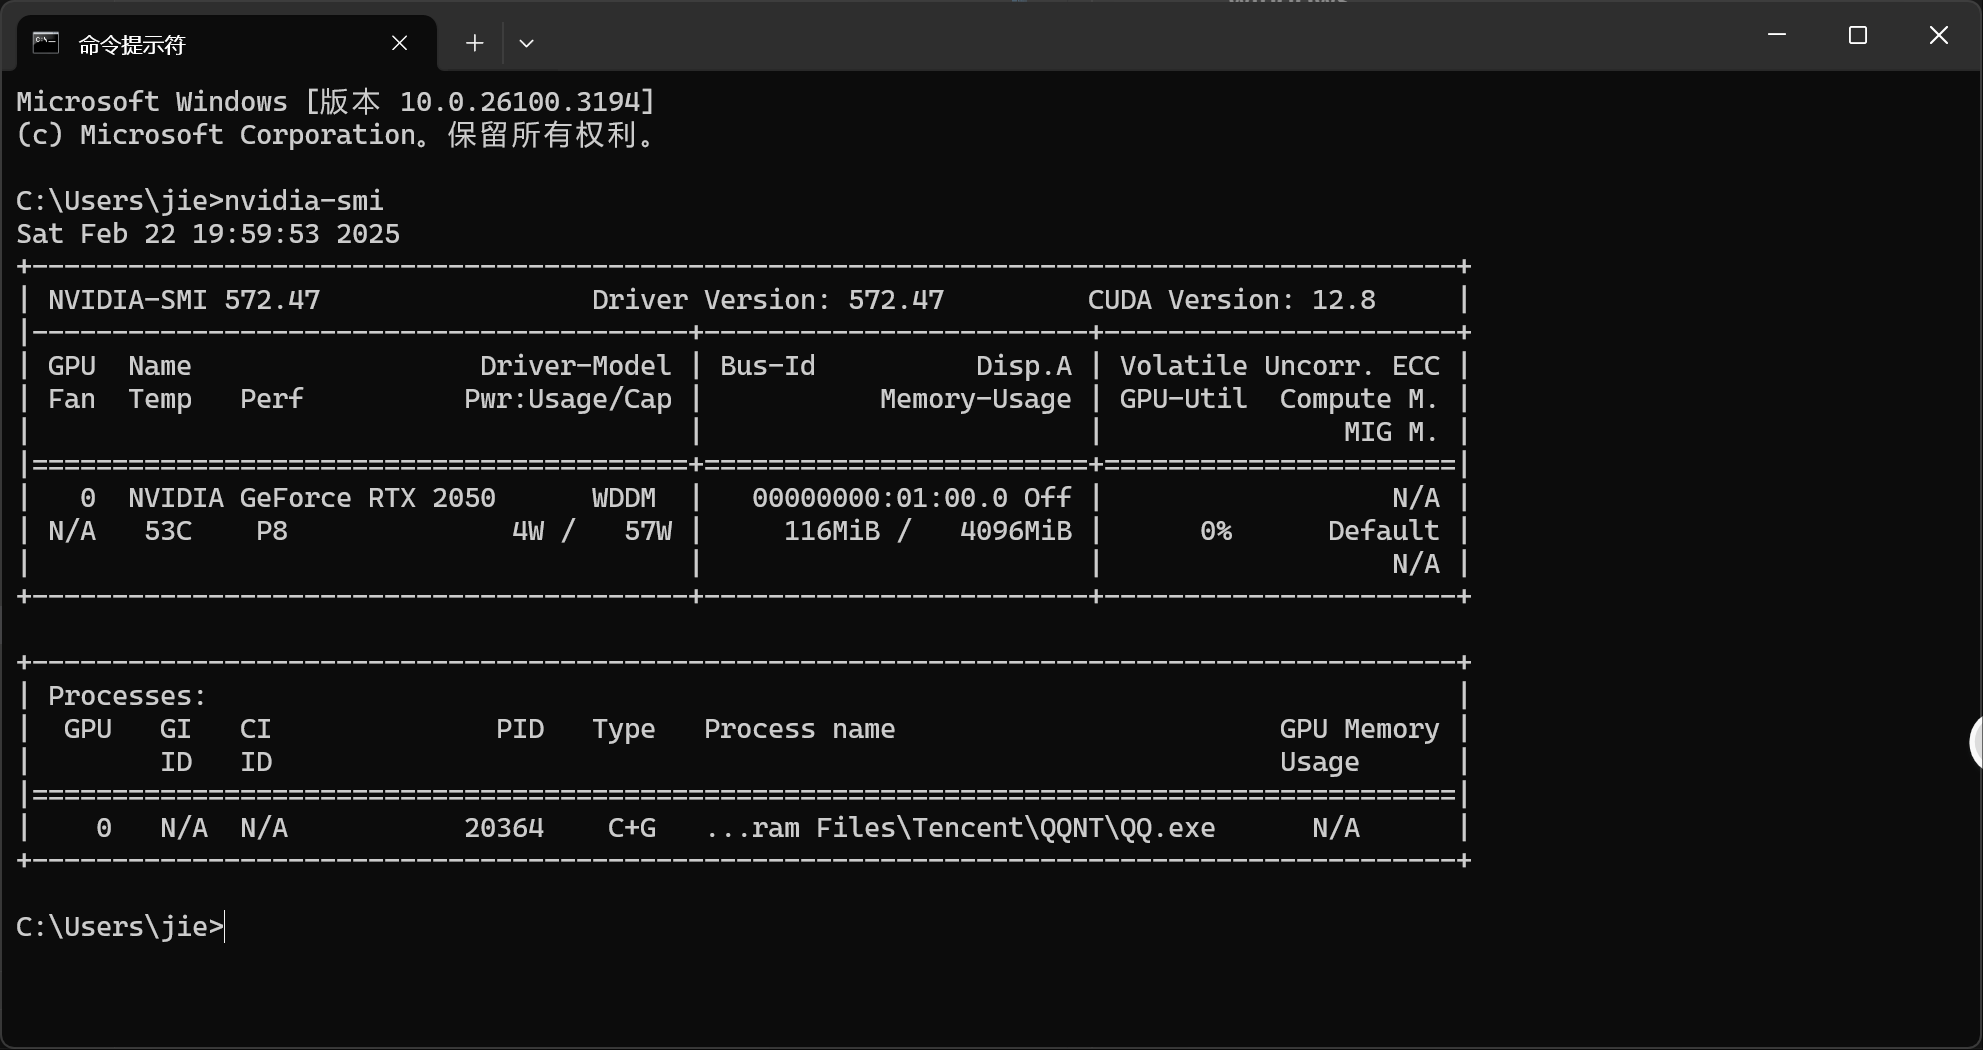 命令提示符
Microsoft Windows [版本 10.0.26100.3194]
(c) Microsoft Corporation。保留所有权利。
C:\Users\jie>nvidia-smi
Sat Feb 22 19:59:53 2025
+-----------------------------------------------------------------------------------------+
| NVIDIA-SMI 572.47                 Driver Version: 572.47         CUDA Version: 12.8     |
|-----------------------------------------+------------------------+----------------------+
| GPU  Name                  Driver-Model | Bus-Id          Disp.A | Volatile Uncorr. ECC |
| Fan  Temp   Perf          Pwr:Usage/Cap |           Memory-Usage | GPU-Util  Compute M. |
|                                         |                        |               MIG M. |
|=========================================+========================+======================|
|   0  NVIDIA GeForce RTX 2050      WDDM  |   00000000:01:00.0 Off |                  N/A |
| N/A   53C    P8              4W /   57W |     116MiB /   4096MiB |      0%      Default |
|                                         |                        |                  N/A |
+-----------------------------------------+------------------------+----------------------+
+-----------------------------------------------------------------------------------------+
| Processes:                                                                              |
|  GPU   GI   CI              PID   Type   Process name                        GPU Memory |
|        ID   ID                                                               Usage      |
|=========================================================================================|
|    0   N/A  N/A           20364    C+G   ...ram Files\Tencent\QQNT\QQ.exe      N/A      |
+-----------------------------------------------------------------------------------------+
C:\Users\jie>